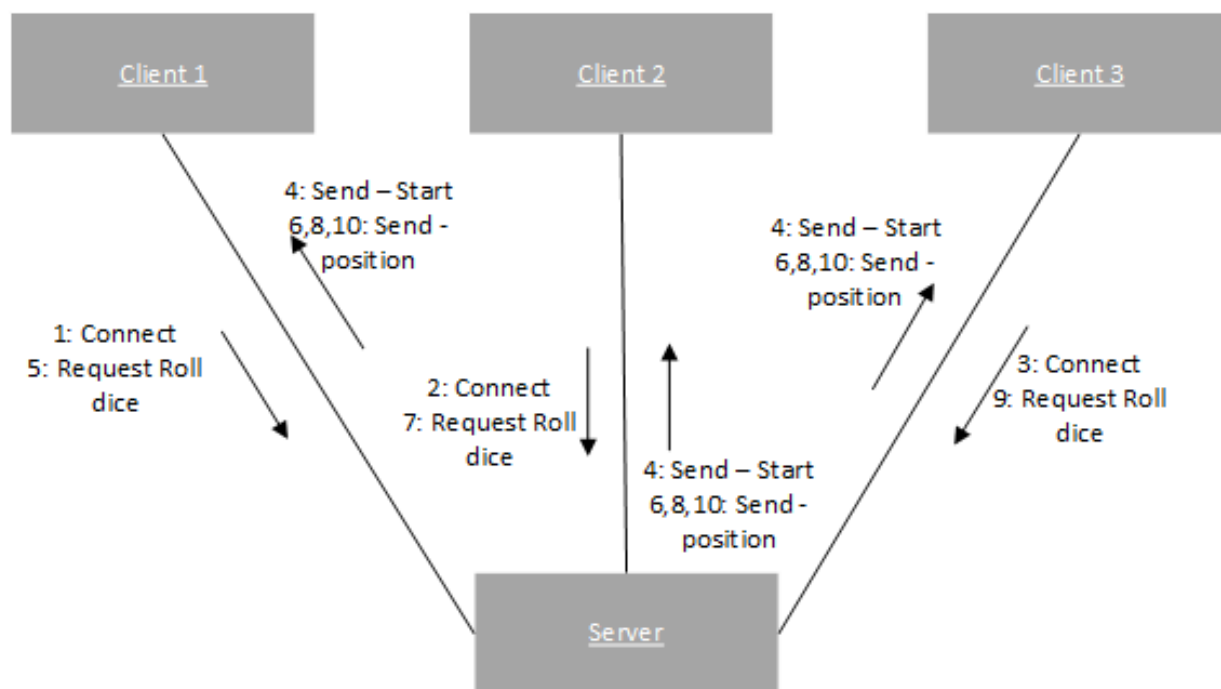 Client 1
Client 2
Client 3
4: Send – Start
6,8,10: Send -
position
4: Send – Start
6,8,10: Send -
position
1: Connect
5: Request Roll
dice
2: Connect
7: Request Roll
dice
3: Connect
9: Request Roll
dice
4: Send – Start
6,8,10: Send -
position
Server